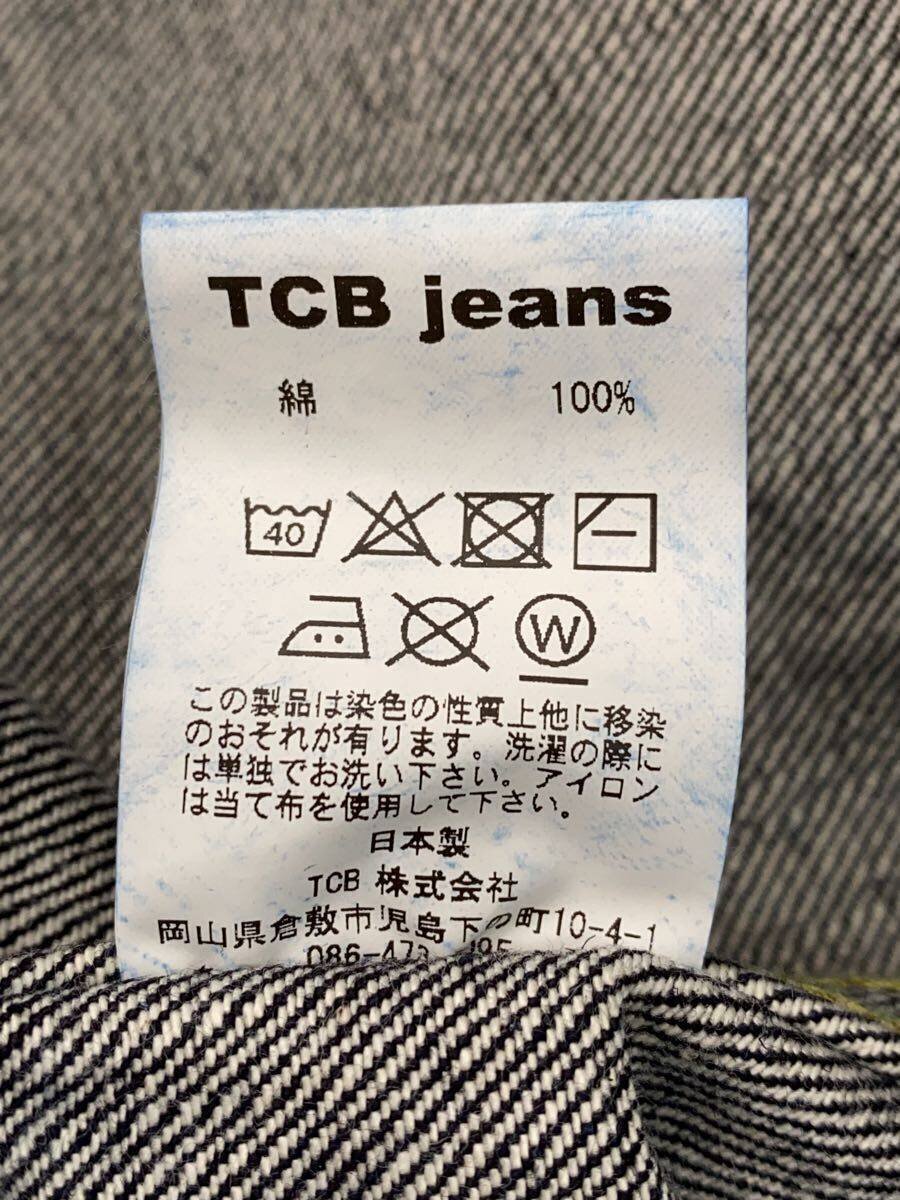 TCB jeans
綿 100%
40
W
この製品は染色の性質上他に移染
のおそれが有ります。洗濯の際に
は単独でお洗い下さい。アイロン
は当て布を使用して下さい。
日本製
TCB 株式会社
岡山県倉敷市児島下の町10-4-1
086-473